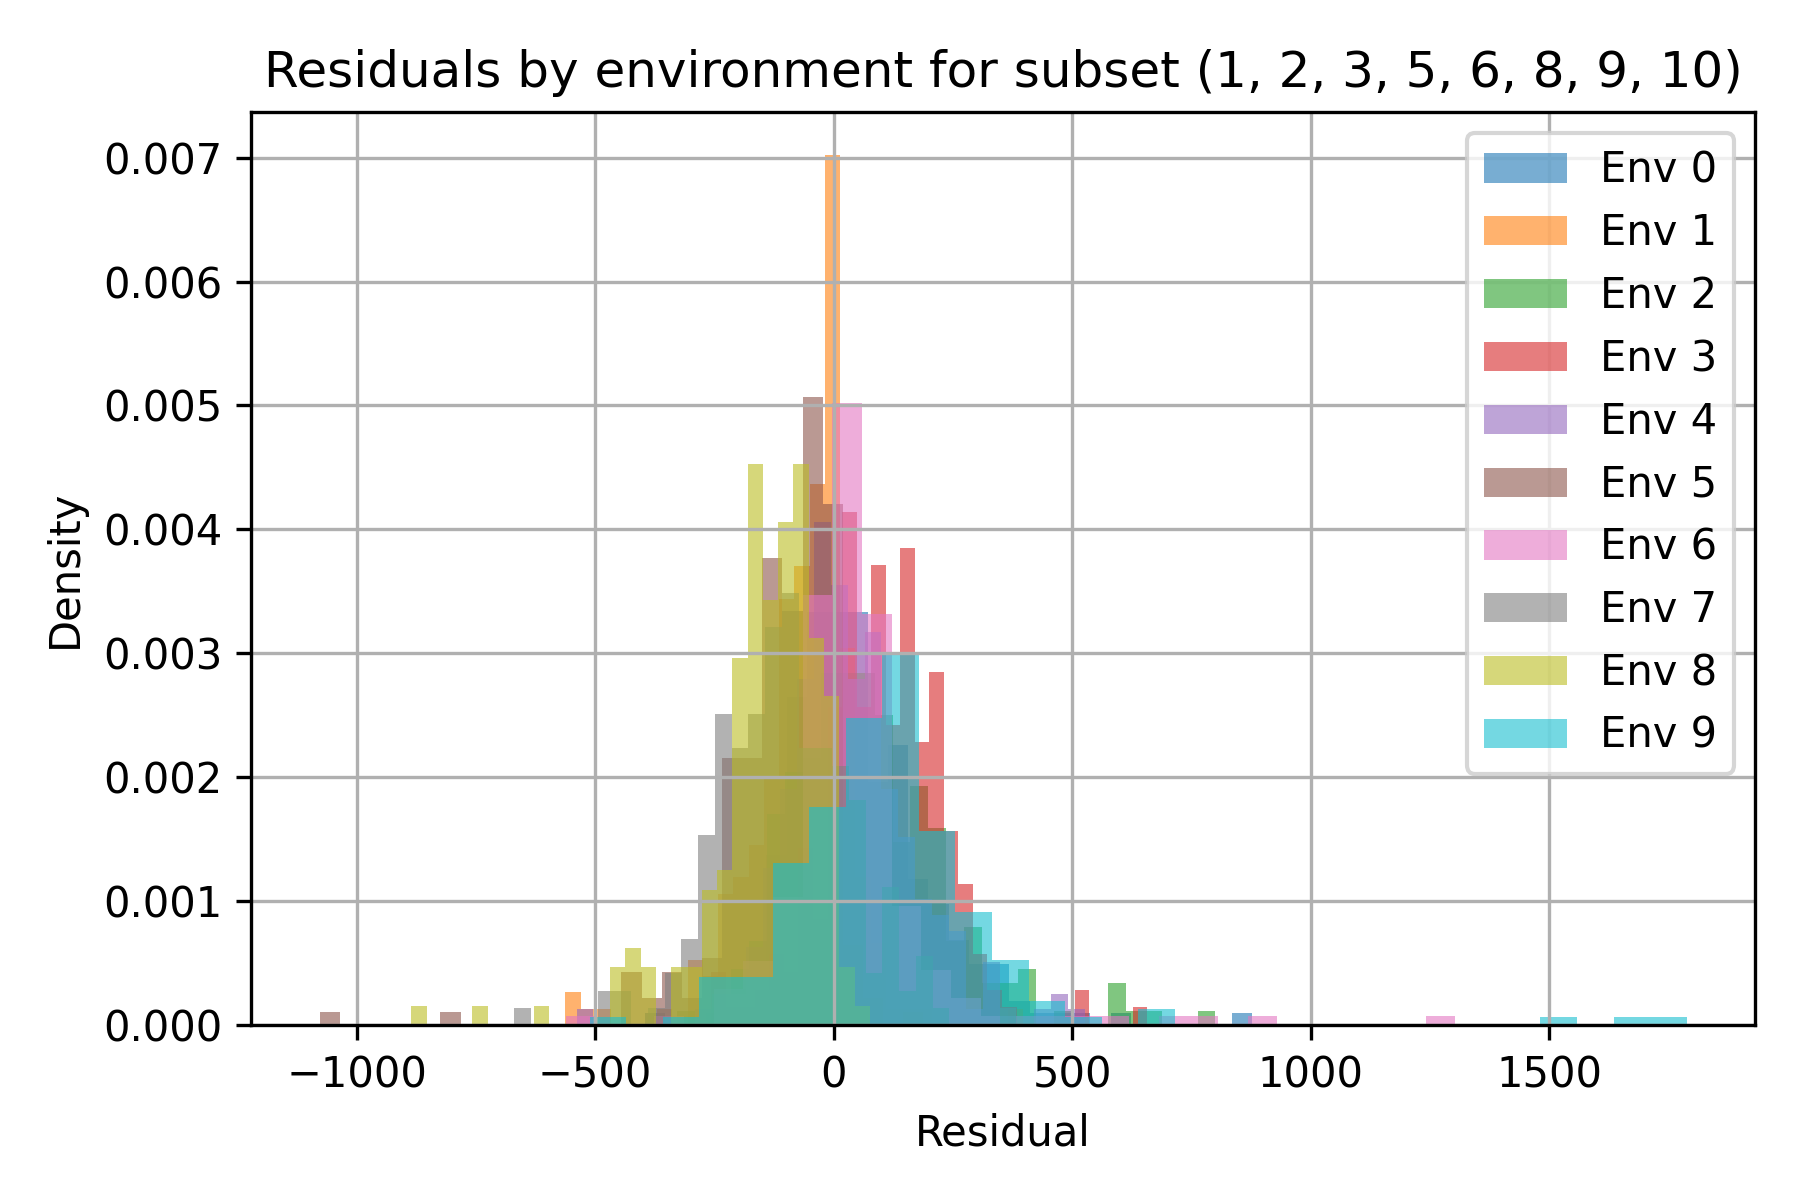 Residuals by environment for subset (1, 2, 3, 5, 6, 8, 9, 10)
0.007
0.006
0.005
0.004
0.003
0.002
0.001
0.000
Density
−1000
−500
0
500
1000
1500
Residual
Env 0
Env 1
Env 2
Env 3
Env 4
Env 5
Env 6
Env 7
Env 8
Env 9